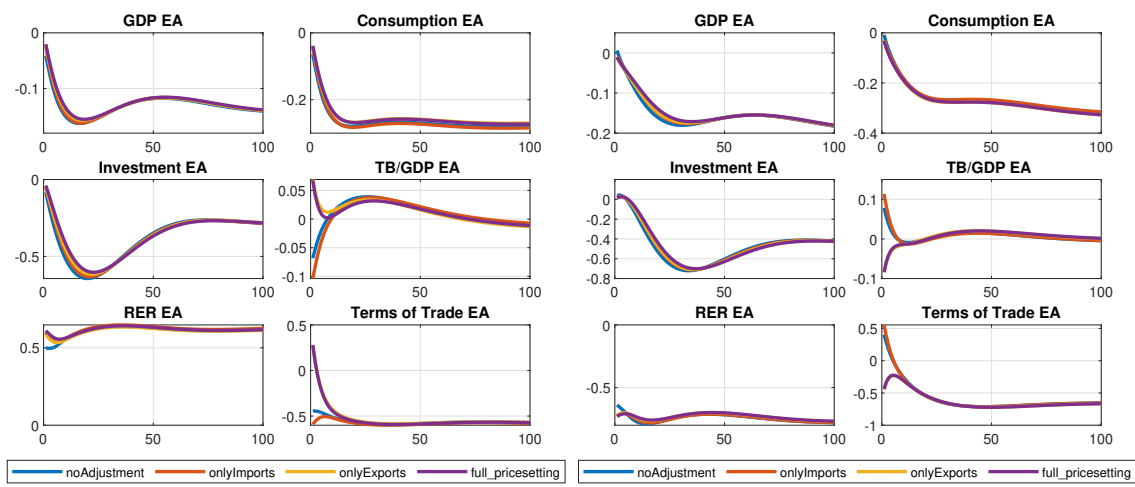 GDP EA
Consumption EA
GDP EA
Consumption EA
0
-0.1
0 50 100
0
-0.2
0 50 100
0
-0.1
-0.2
0 50 100
0
-0.2
-0.4
0 50 100
Investment EA
TB/GDP EA
Investment EA
TB/GDP EA
0
-0.5
0 50 100
0.05
0
-0.05
-0.1
0 50 100
0.2
0
-0.2
-0.4
-0.6
-0.8
0 50 100
0.1
0
-0.1
0 50 100
RER EA
Terms of Trade EA
RER EA
Terms of Trade EA
0.5
0
0 50 100
0.5
0
-0.5
0 50 100
0
-0.5
0 50 100
0.5
0
-0.5
-1
0 50 100
noAdjustment onlyImports onlyExports full_pricesetting
noAdjustment onlyImports onlyExports full_pricesetting